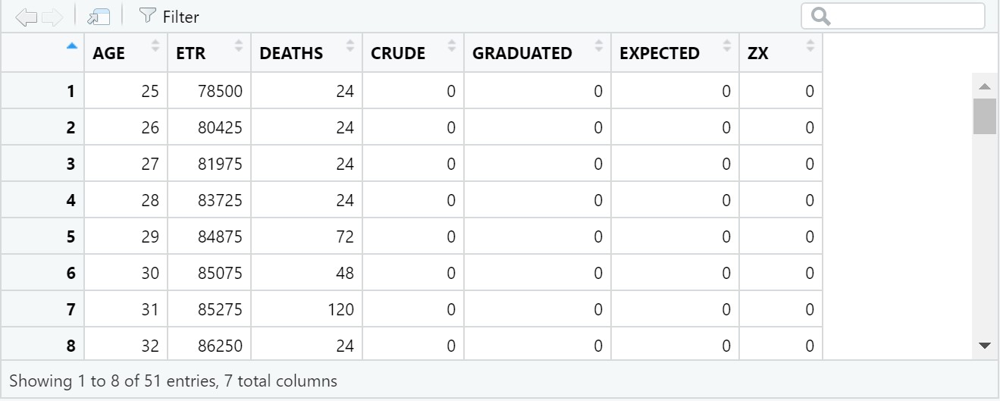 Filter
AGE ETR DEATHS CRUDE GRADUATED EXPECTED ZX
1 25 78500 24 0 0 0 0
2 26 80425 24 0 0 0 0
3 27 81975 24 0 0 0 0
4 28 83725 24 0 0 0 0
5 29 84875 72 0 0 0 0
6 30 85075 48 0 0 0 0
7 31 85275 120 0 0 0 0
8 32 86250 24 0 0 0 0
Showing 1 to 8 of 51 entries, 7 total columns